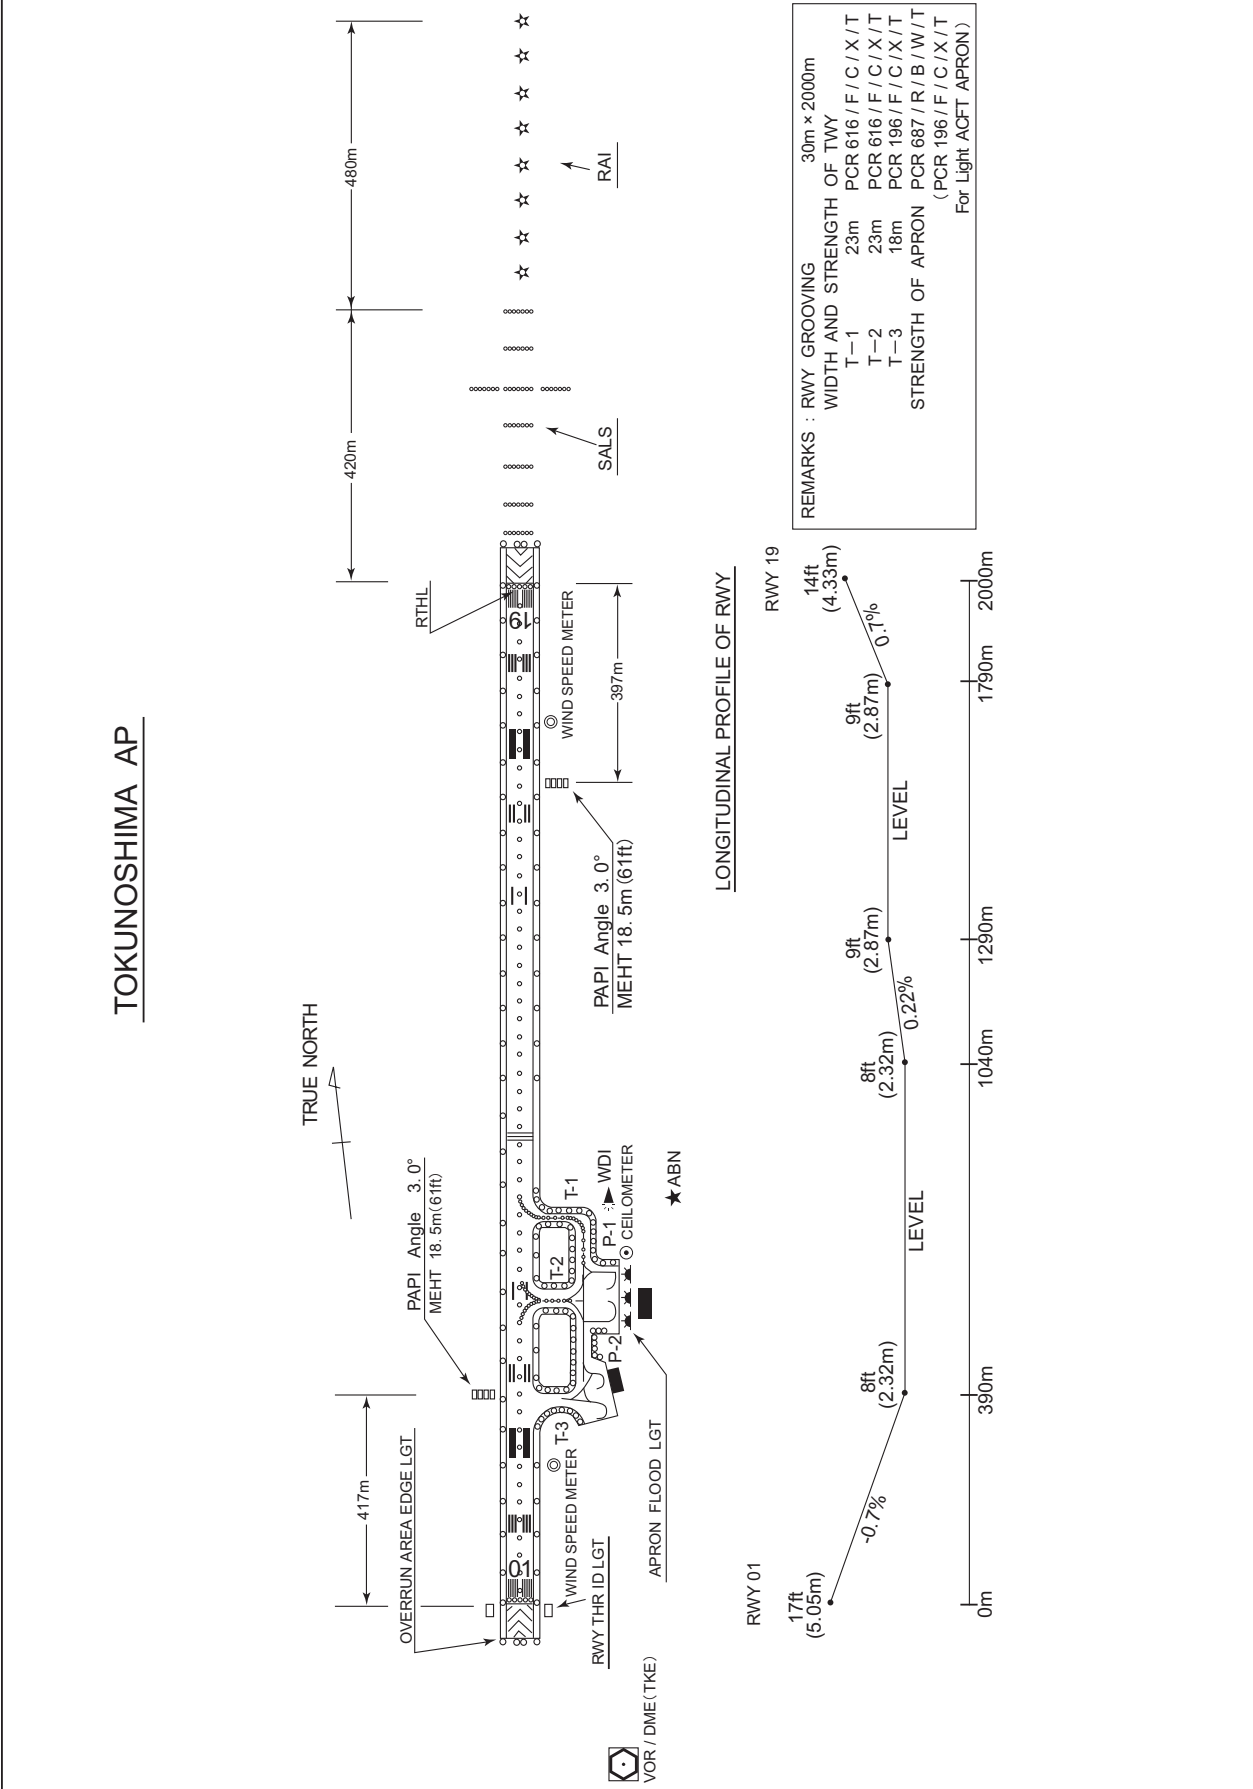 TOKUNOSHIMA AP
TRUE NORTH
480m
420m
417m
397m
RAI
SALS
RTHL
WIND SPEED METER
PAPI Angle 3.0°
MEHT 18.5m(61ft)
PAPI Angle 3.0°
MEHT 18.5m(61ft)
OVERRUN AREA EDGE LGT
01
19
T-1
T-2
T-3
P-1
P-2
WDI
CEILOMETER
ABN
WIND SPEED METER
RWY THR ID LGT
APRON FLOOD LGT
VOR / DME(TKE)
LONGITUDINAL PROFILE OF RWY
RWY 01
RWY 19
17ft
(5.05m)
-0.7%
8ft
(2.32m)
LEVEL
8ft
(2.32m)
0.22%
9ft
(2.87m)
LEVEL
9ft
(2.87m)
0.7%
14ft
(4.33m)
0m
390m
1040m
1290m
1790m
2000m
REMARKS : RWY GROOVING 30m × 2000m
WIDTH AND STRENGTH OF TWY
T－1 23m PCR 616 / F / C / X / T
T－2 23m PCR 616 / F / C / X / T
T－3 18m PCR 196 / F / C / X / T
STRENGTH OF APRON PCR 687 / R / B / W / T
(PCR 196 / F / C / X / T
For Light ACFT APRON)